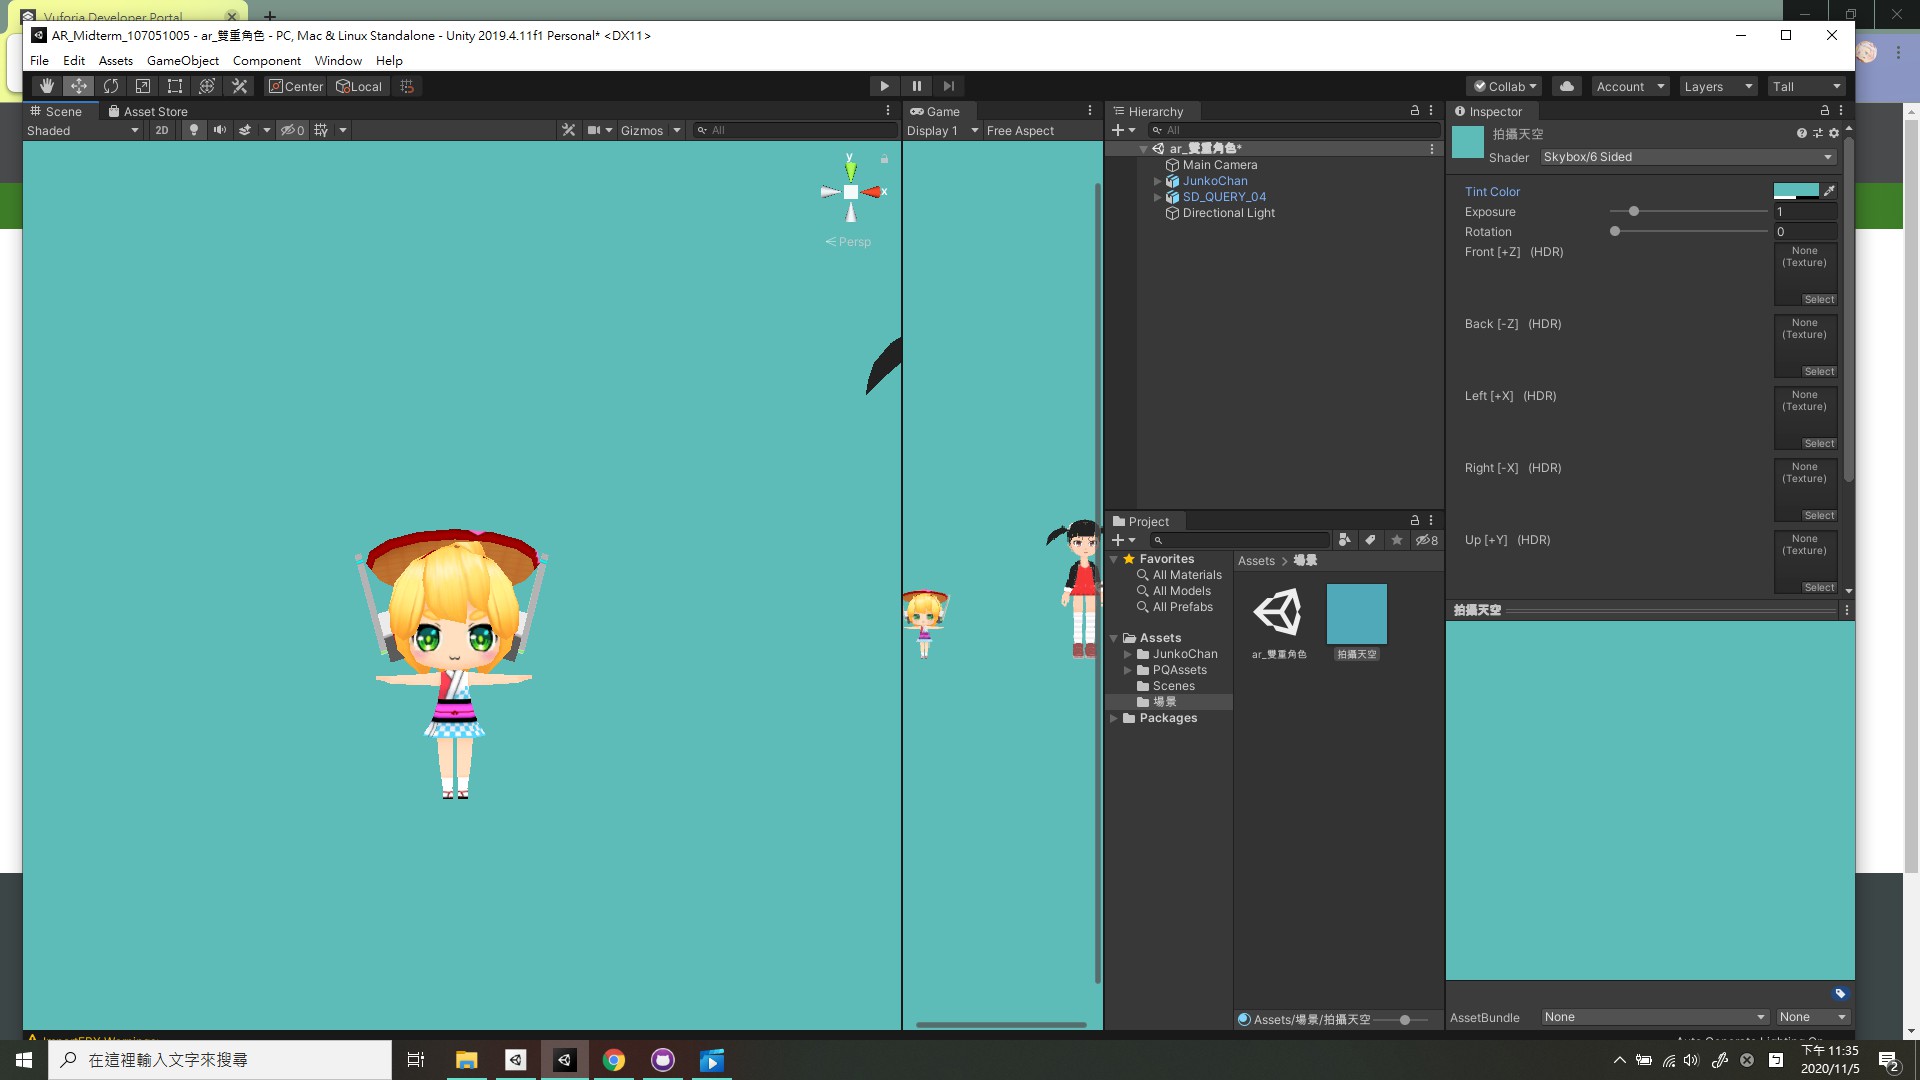 Vuforia Developer Portal
AR_Midterm_107051005 - ar_雙重角色 - PC, Mac & Linux Standalone - Unity 2019.4.11f1 Personal* <DX11>
File Edit Assets GameObject Component Window Help
Center Local Collab Account Layers Tall
Scene Asset Store
Shaded 2D 0 Gizmos All
y
x
Persp
Game
Display 1 Free Aspect
Hierarchy
All
ar_雙重角色*
Main Camera
JunkoChan
SD_QUERY_04
Directional Light
Project
8
Favorites
All Materials
All Models
All Prefabs
Assets
JunkoChan
PQAssets
Scenes
場景
Packages
Assets > 場景
ar_雙重角色
拍攝天空
Assets/場景/拍攝天空
Inspector
拍攝天空
Shader Skybox/6 Sided
Tint Color
Exposure 1
Rotation 0
Front [+Z] (HDR)
None
(Texture)
Select
Back [-Z] (HDR)
None
(Texture)
Select
Left [+X] (HDR)
None
(Texture)
Select
Right [-X] (HDR)
None
(Texture)
Select
Up [+Y] (HDR)
None
(Texture)
Select
拍攝天空
AssetBundle None None
在這裡輸入文字來搜尋
下午 11:35
2020/11/5
2